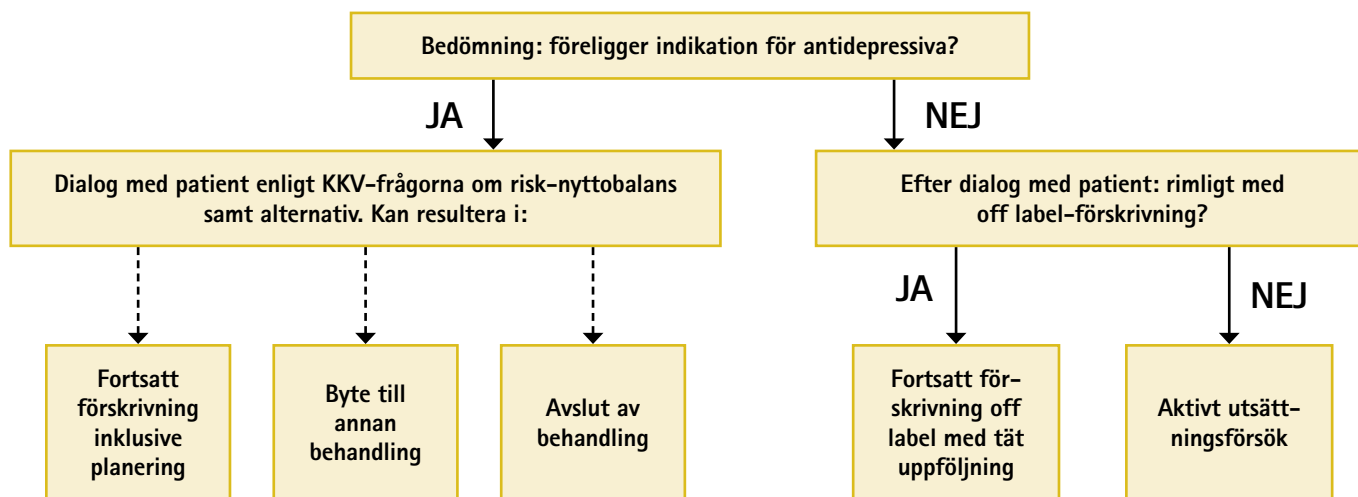 Bedömning: föreligger indikation för antidepressiva?
JA
NEJ
Dialog med patient enligt KKV-frågorna om risk-nyttobalans
samt alternativ. Kan resultera i:
Efter dialog med patient: rimligt med
off label-förskrivning?
JA
NEJ
Fortsatt
förskrivning
inklusive
planering
Byte till
annan
behandling
Avslut av
behandling
Fortsatt för-
skrivning off
label med tät
uppföljning
Aktivt utsätt-
ningsförsök